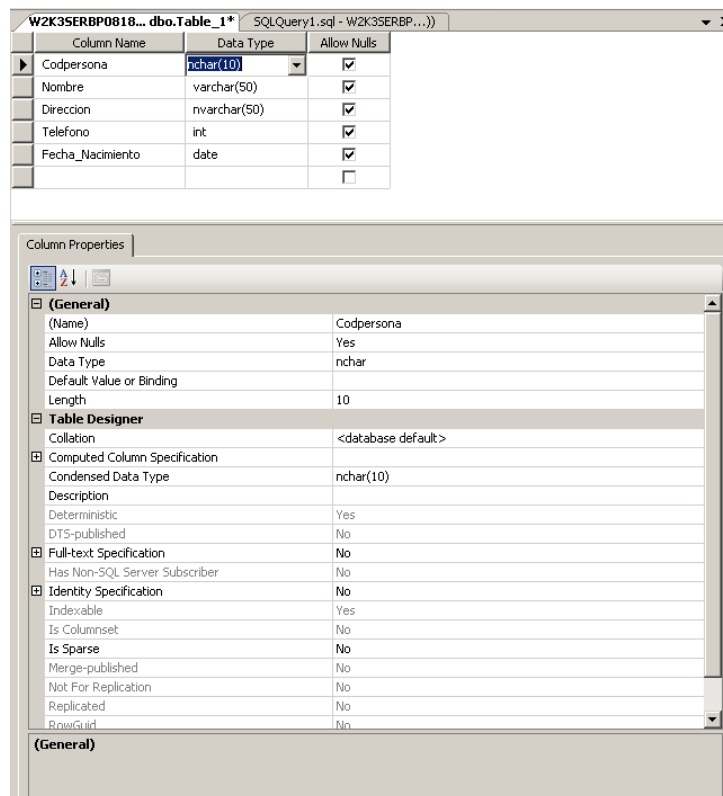 W2K3SERBP0818... dbo.Table_1* SQLQuery1.sql - W2K3SERBP...))
Column Name Data Type Allow Nulls
Codpersona nchar(10)
Nombre varchar(50)
Direccion nvarchar(50)
Telefono int
Fecha_Nacimiento date
Column Properties
(General)
(Name) Codpersona
Allow Nulls Yes
Data Type nchar
Default Value or Binding
Length 10
Table Designer
Collation <database default>
Computed Column Specification
Condensed Data Type nchar(10)
Description
Deterministic Yes
DTS-published No
Full-text Specification No
Has Non-SQL Server Subscriber No
Identity Specification No
Indexable Yes
Is Columnset No
Is Sparse No
Merge-published No
Not For Replication No
Replicated No
RowGuid No
(General)